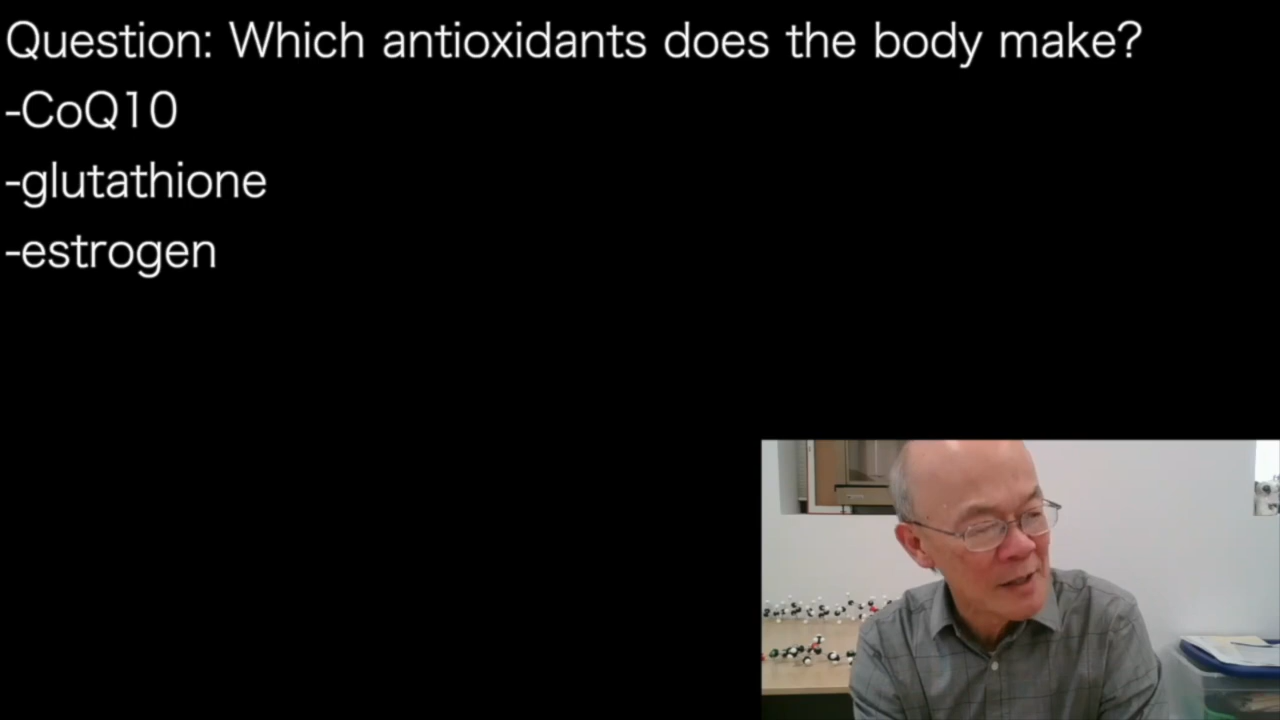 Question: Which antioxidants does the body make?
-CoQ10
-glutathione
-estrogen